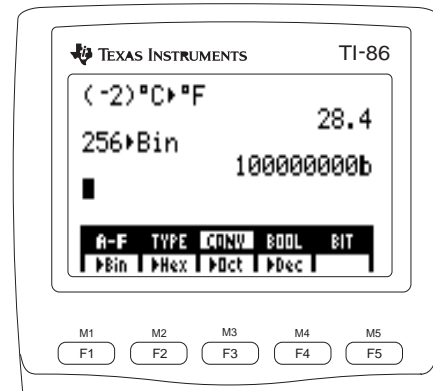 TEXAS INSTRUMENTS TI-86
(⁻2)°C▸°F
28.4
256▸Bin
100000000b
A-F TYPE CONV BOOL BIT
▸Bin ▸Hex ▸Oct ▸Dec
M1 M2 M3 M4 M5
F1 F2 F3 F4 F5